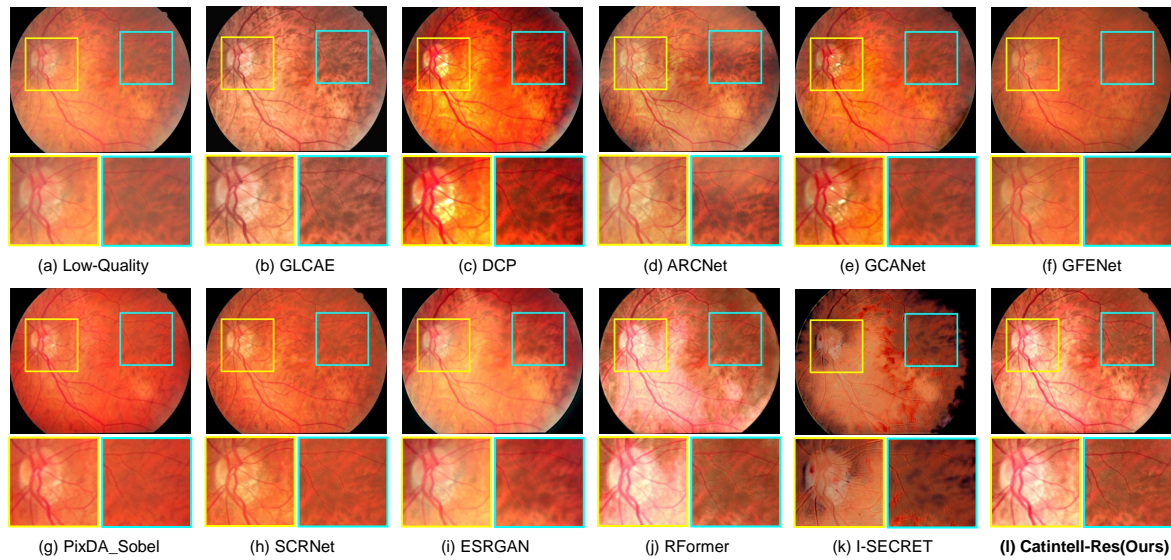 (a) Low-Quality (b) GLCAE (c) DCP (d) ARCNet (e) GCANet (f) GFENet
(g) PixDA_Sobel (h) SCRNet (i) ESRGAN (j) RFormer (k) I-SECRET (l) Catintell-Res(Ours)